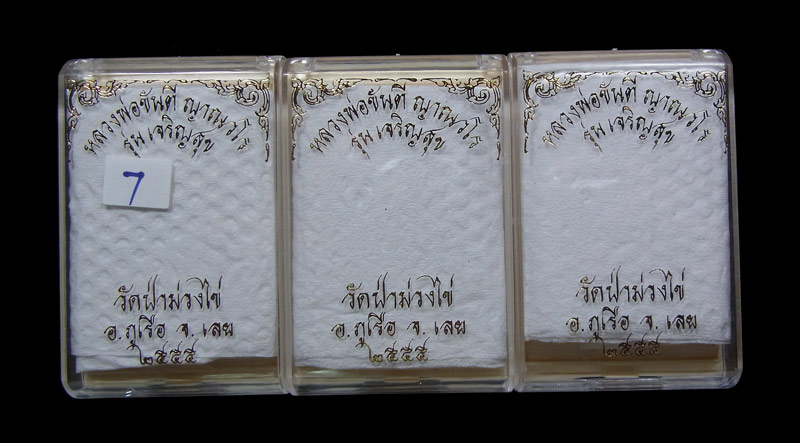 หลวงพ่อขันตี ญาณวโร
รุ่น เจริญสุข
7
วัดป่าม่วงไข่
อ.ภูเรือ จ.เลย
๒๕๕๕
หลวงพ่อขันตี ญาณวโร
รุ่น เจริญสุข
วัดป่าม่วงไข่
อ.ภูเรือ จ.เลย
๒๕๕๕
หลวงพ่อขันตี ญาณวโร
รุ่น เจริญสุข
วัดป่าม่วงไข่
อ.ภูเรือ จ.เลย
๒๕๕๕